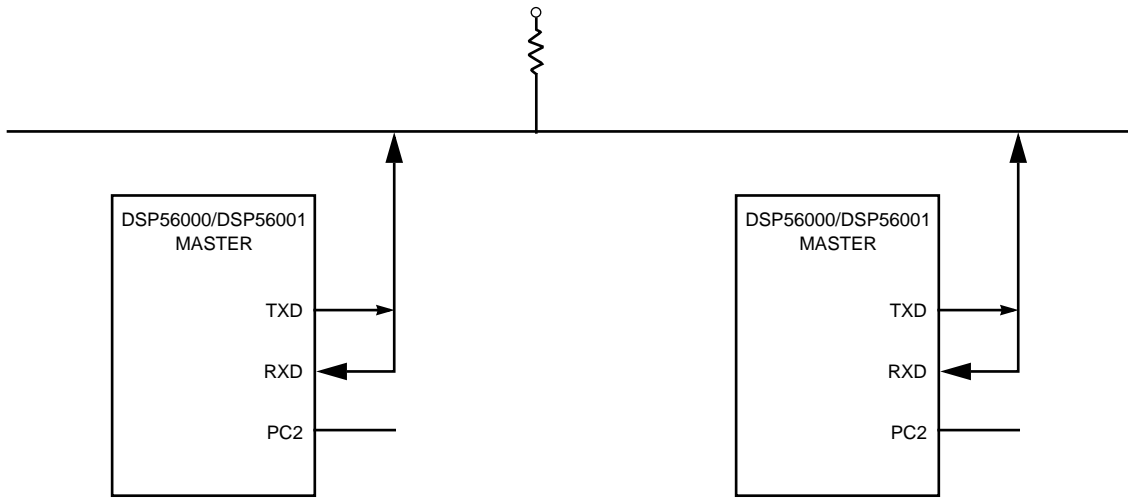 DSP56000/DSP56001
MASTER
TXD
RXD
PC2
DSP56000/DSP56001
MASTER
TXD
RXD
PC2